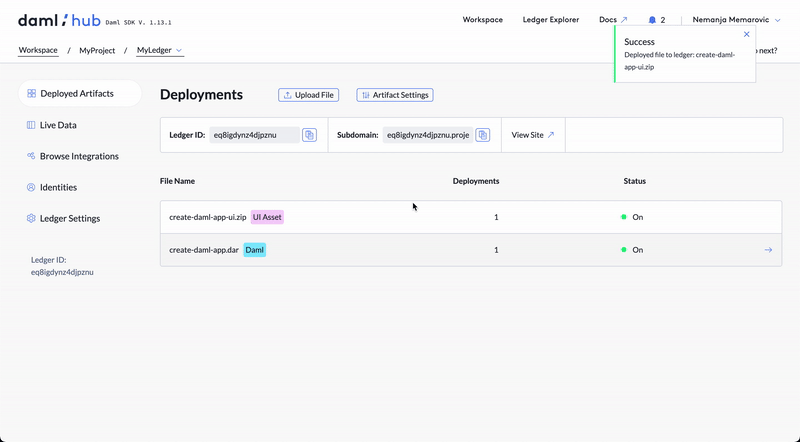 daml hub Daml SDK V. 1.13.1
Workspace Ledger Explorer Docs 2 Nemanja Memarovic
Workspace / MyProject / MyLedger
next?
Success
Deployed file to ledger: create-daml-
app-ui.zip
Deployed Artifacts
Live Data
Browse Integrations
Identities
Ledger Settings
Ledger ID:
eq8igdynz4djpznu
Deployments Upload File Artifact Settings
Ledger ID: eq8igdynz4djpznu Subdomain: eq8igdynz4djpznu.proje View Site
File Name Deployments Status
create-daml-app-ui.zip UI Asset 1 On
create-daml-app.dar Daml 1 On